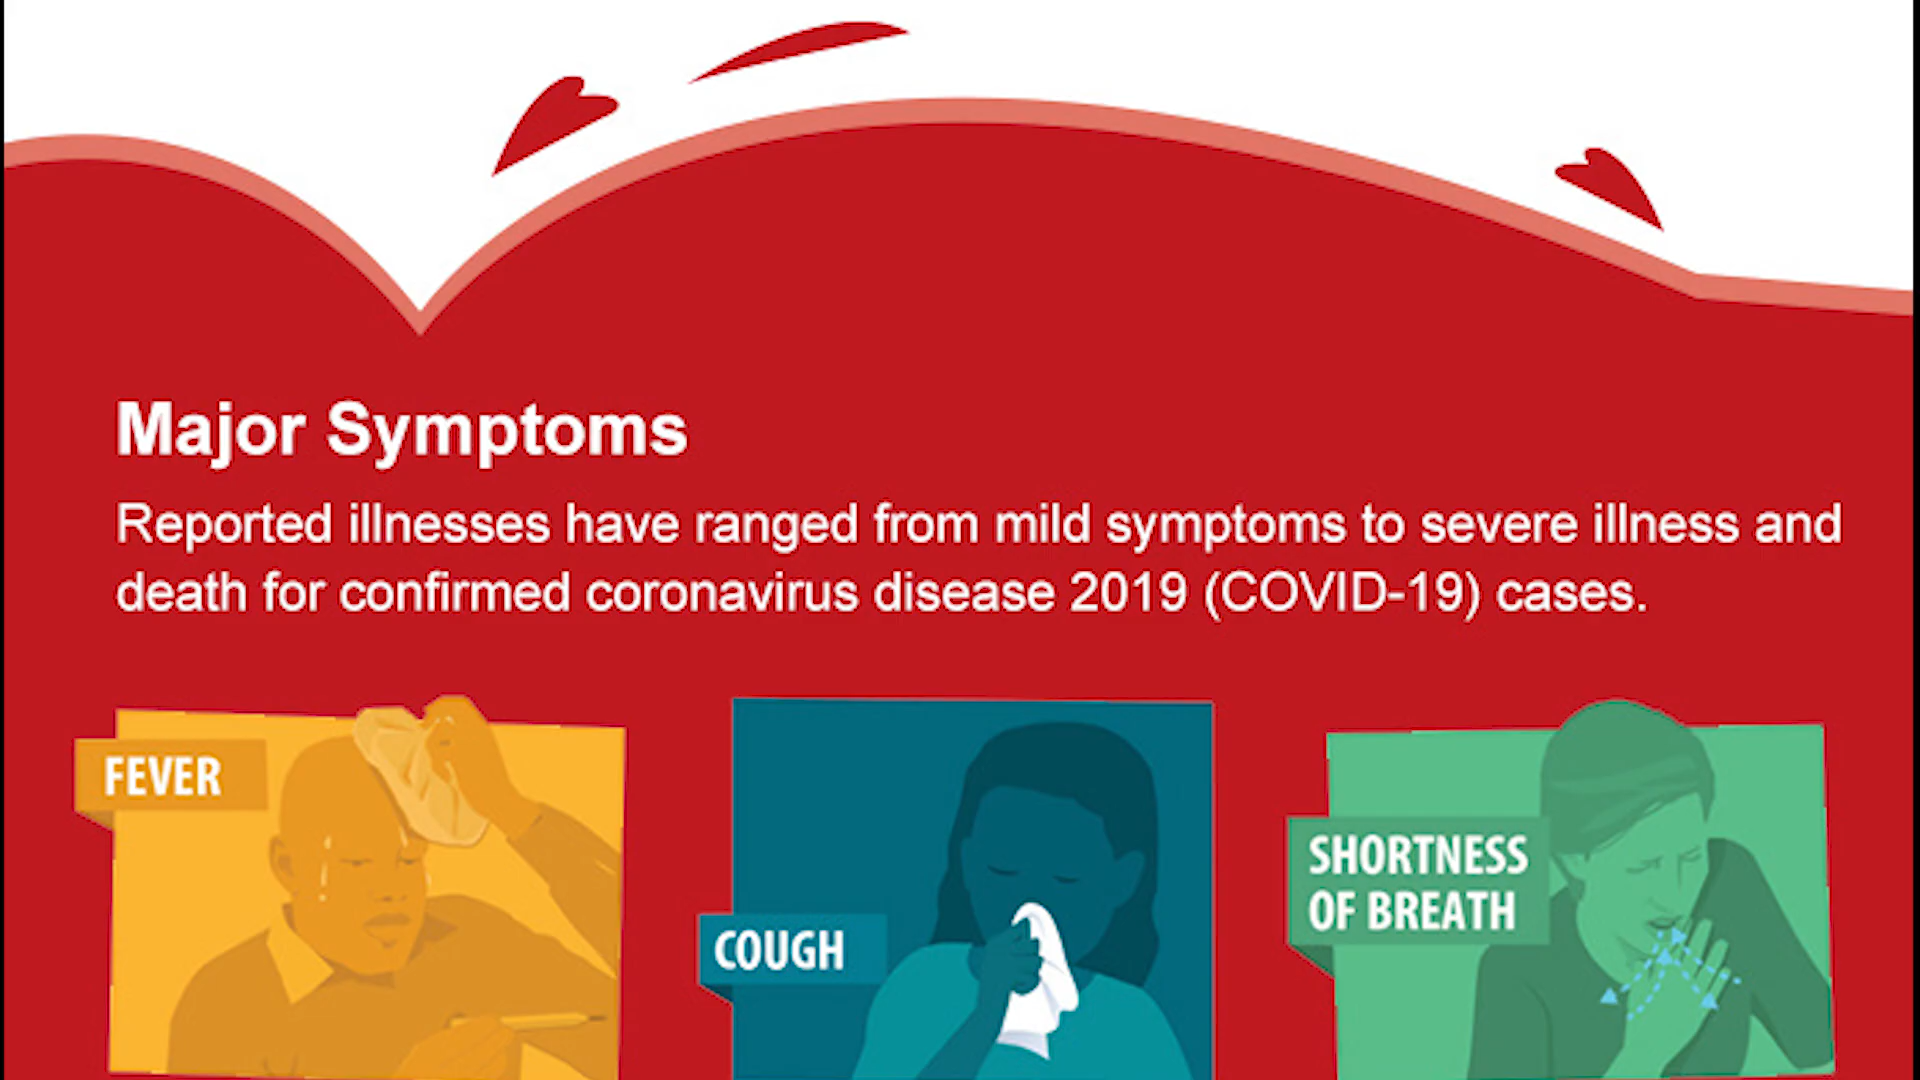 Major Symptoms
Reported illnesses have ranged from mild symptoms to severe illness and
death for confirmed coronavirus disease 2019 (COVID-19) cases.
FEVER
COUGH
SHORTNESS
OF BREATH